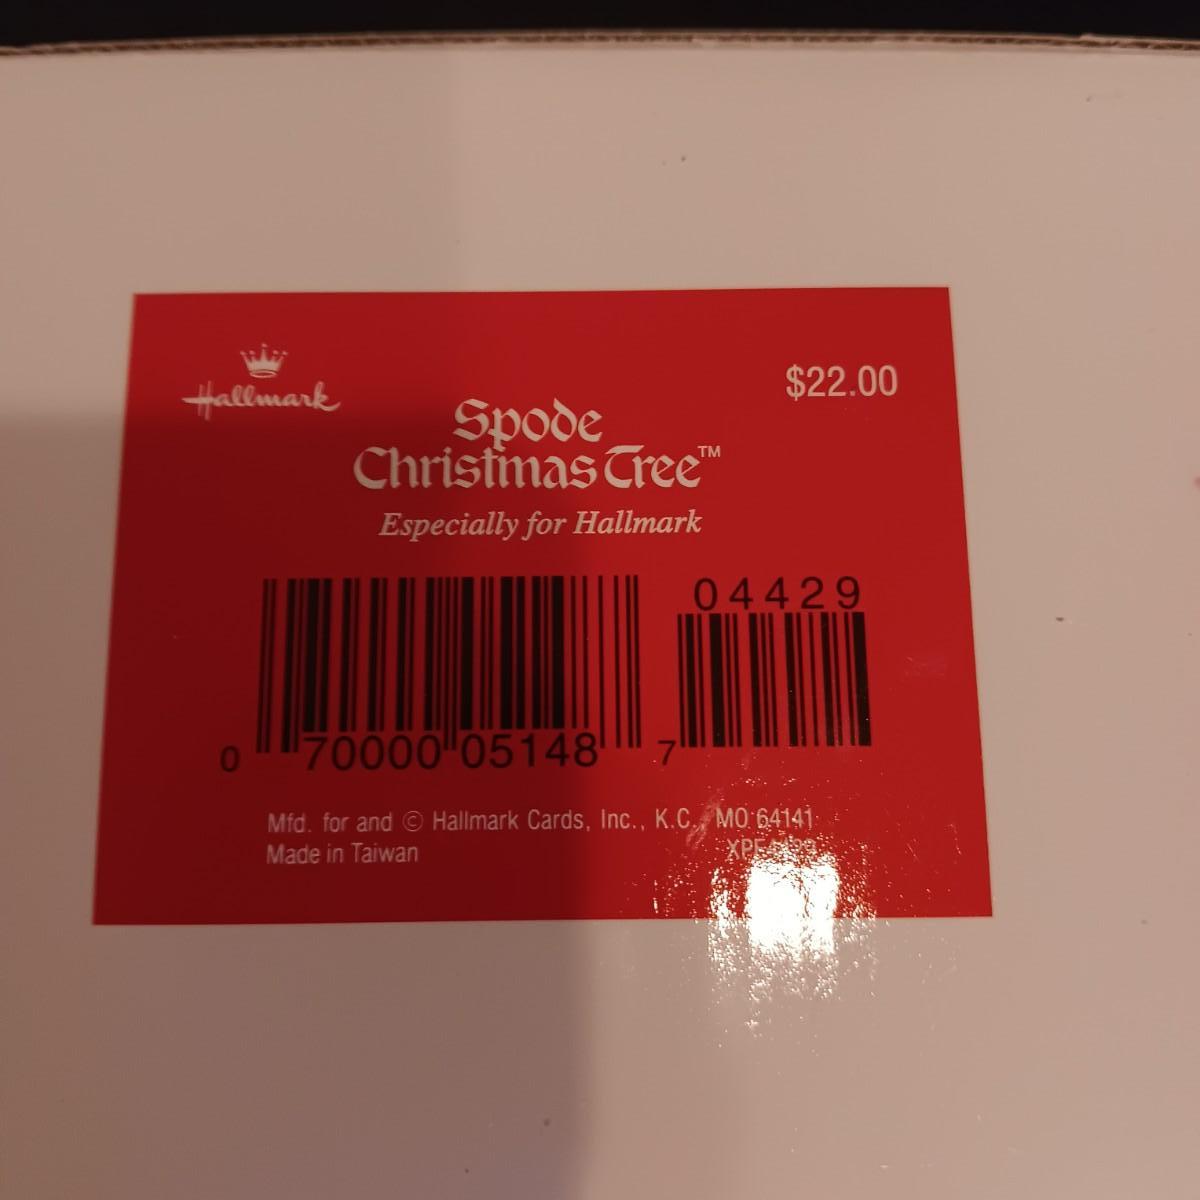 Hallmark
$22.00
Spode
Christmas Tree™
Especially for Hallmark
04429
0 70000 05148 7
Mfd. for and © Hallmark Cards, Inc., K.C. MO 64141
Made in Taiwan